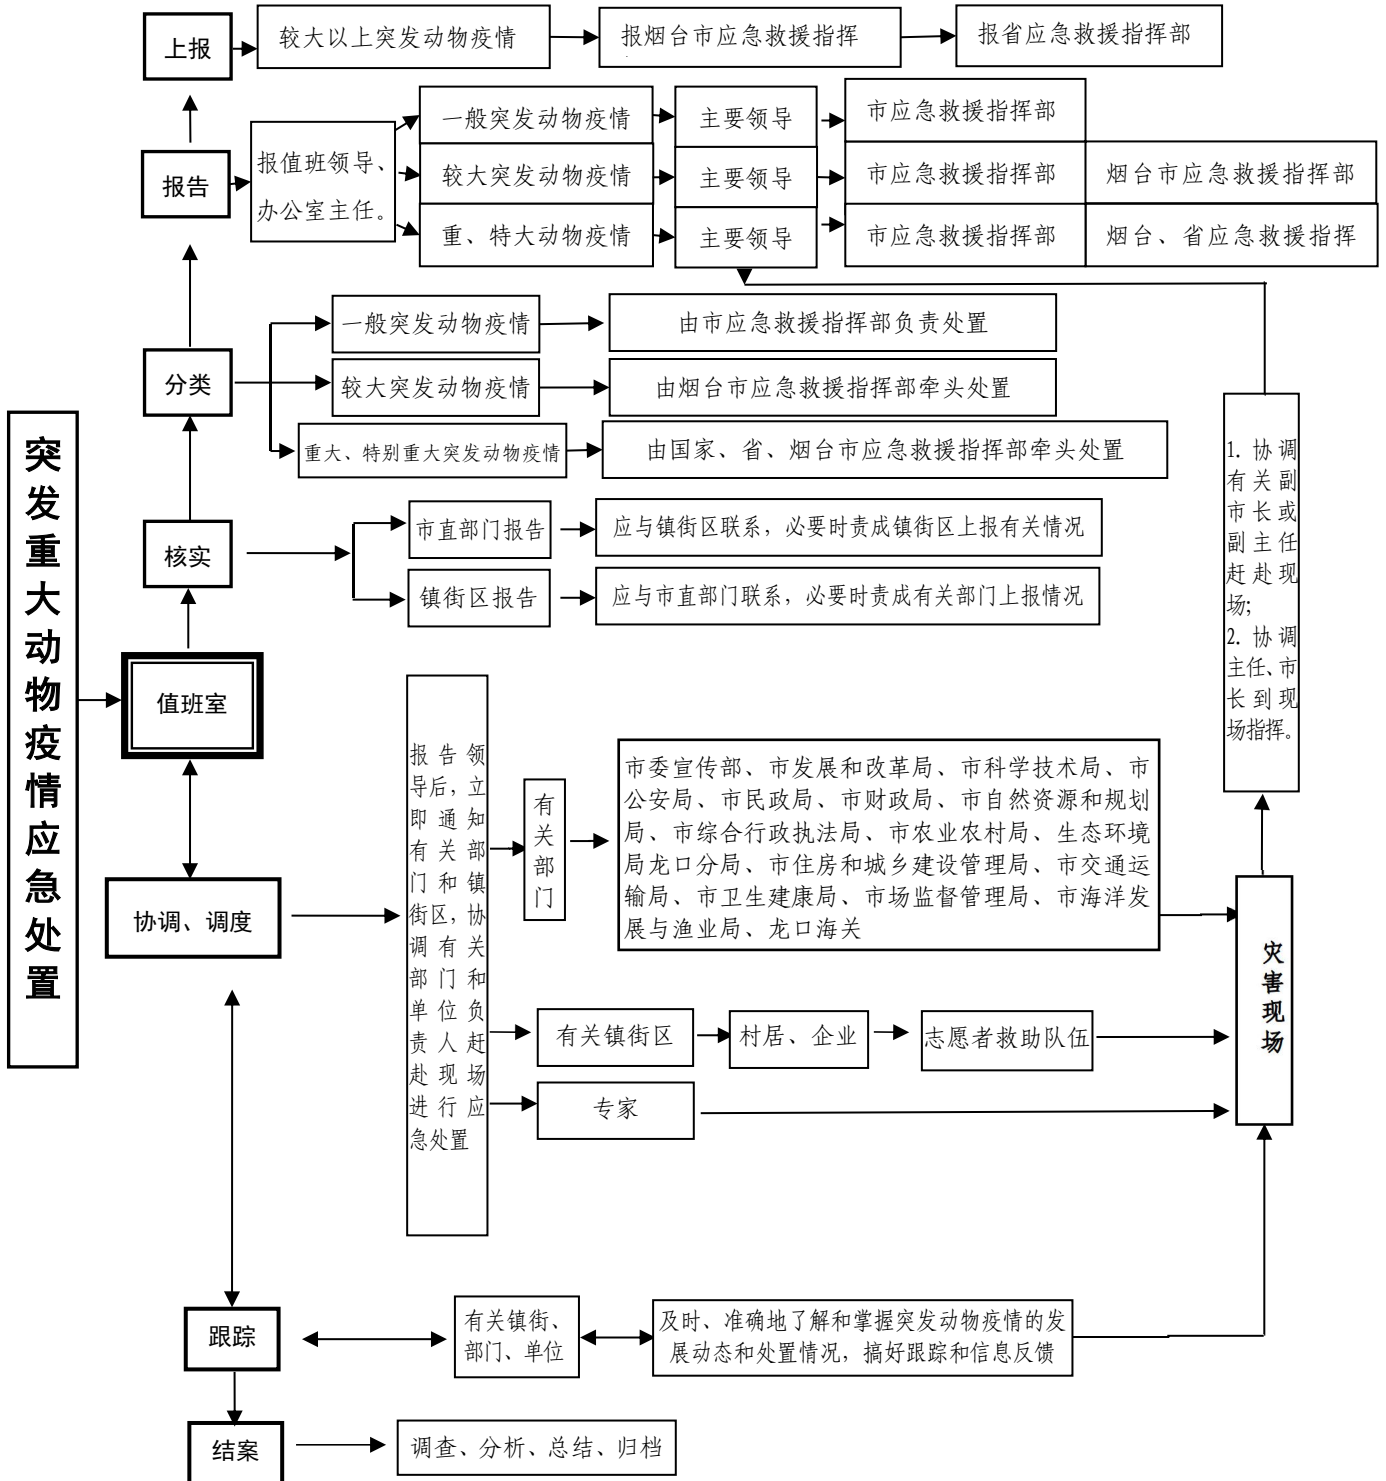 上报
较大以上突发动物疫情
报烟台市应急救援指挥
报省应急救援指挥部
报告
报值班领导、
办公室主任。
一般突发动物疫情
主要领导
市应急救援指挥部
较大突发动物疫情
主要领导
市应急救援指挥部
烟台市应急救援指挥部
重、特大动物疫情
主要领导
市应急救援指挥部
烟台、省应急救援指挥
分类
一般突发动物疫情
由市应急救援指挥部负责处置
较大突发动物疫情
由烟台市应急救援指挥部牵头处置
重大、特别重大突发动物疫情
由国家、省、烟台市应急救援指挥部牵头处置
核实
市直部门报告
应与镇街区联系，必要时责成镇街区上报有关情况
镇街区报告
应与市直部门联系，必要时责成有关部门上报情况
突发重大动物疫情应急处置
值班室
协调、调度
报告领
导后，立
即通知
有关部
门和镇
街区，协
调有关
部门和
单位负
责人赶
赴现场
进行应
急处置
有关部门
市委宣传部、市发展和改革局、市科学技术局、市
公安局、市民政局、市财政局、市自然资源和规划
局、市综合行政执法局、市农业农村局、生态环境
局龙口分局、市住房和城乡建设管理局、市交通运
输局、市卫生建康局、市场监督管理局、市海洋发
展与渔业局、龙口海关
有关镇街区
村居、企业
志愿者救助队伍
专家
灾害现场
1. 协调
有关副
市长或
副主任
赶赴现
场;
2. 协调
主任、市
长到现
场指挥。
跟踪
有关镇街、
部门、单位
及时、准确地了解和掌握突发动物疫情的发
展动态和处置情况，搞好跟踪和信息反馈
结案
调查、分析、总结、归档